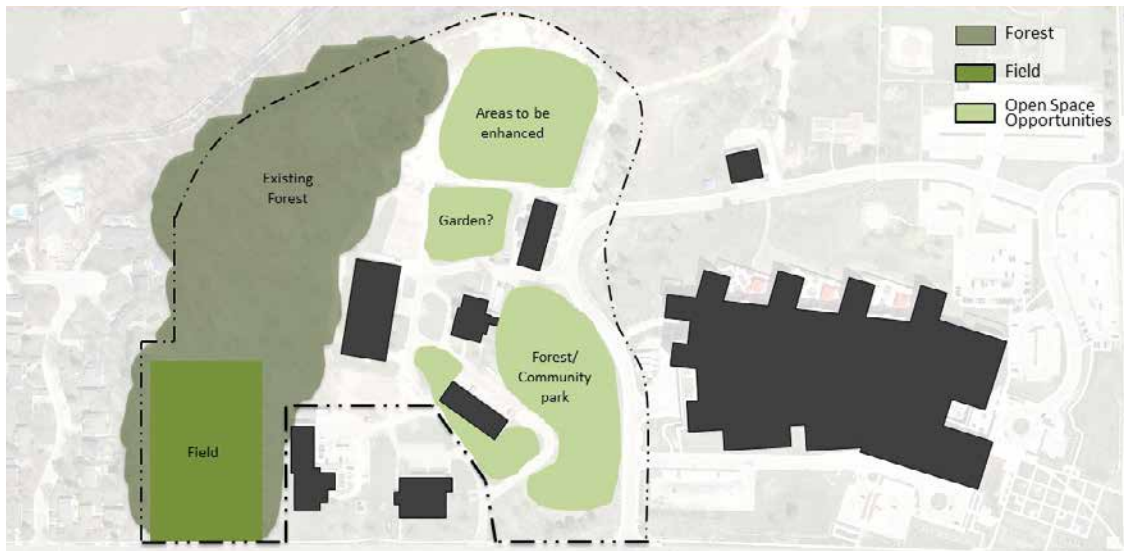 Forest
Field
Open Space
Opportunities
Areas to be
enhanced
Existing
Forest
Garden?
Forest/
Community
park
Field